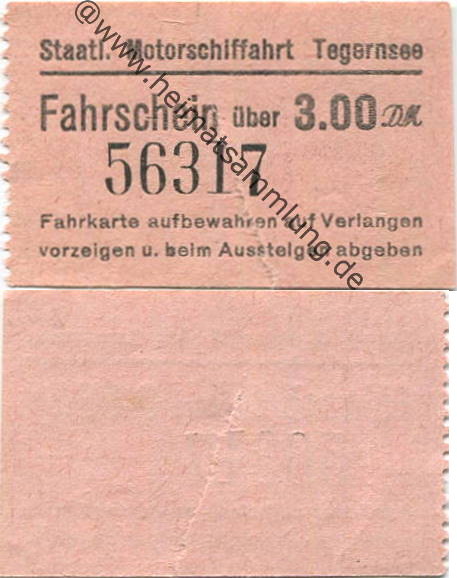 Staatl. Motorschiffahrt Tegernsee
Fahrschein über 3.00 DM
56317
Fahrkarte aufbewahren auf Verlangen
vorzeigen u. beim Aussteigen abgeben
@www.heimatsammlung.de